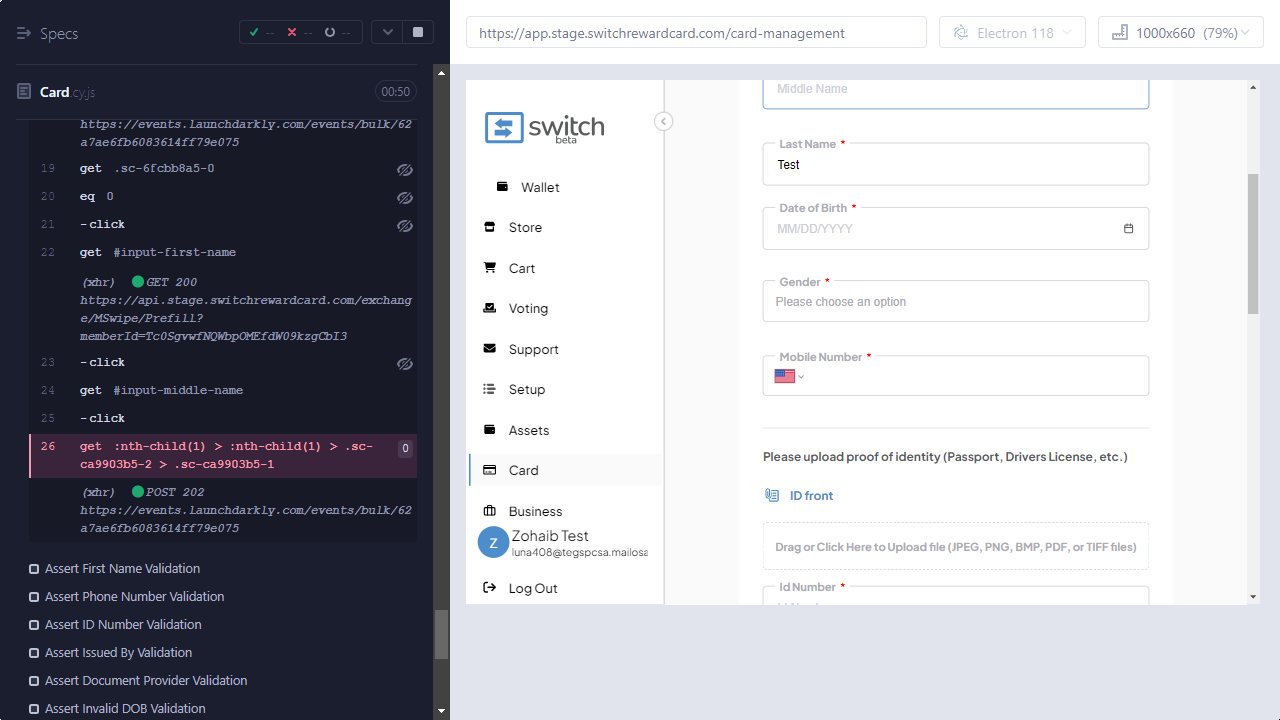 Specs
-- -- --
Card.cy.js
00:50
https://events.launchdarkly.com/events/bulk/62
a7ae6fb6083614ff79e075
19 get .sc-6fcbb8a5-0
20 eq 0
21 -click
22 get #input-first-name
(xhr) GET 200
https://api.stage.switchrewardcard.com/exchang
e/MSwipe/Prefill?
memberId=Tc0SgvwfNQWbpOMEfdW09kzgCbI3
23 -click
24 get #input-middle-name
25 -click
26 get :nth-child(1) > :nth-child(1) > .sc-
ca9903b5-2 > .sc-ca9903b5-1
0
(xhr) POST 202
https://events.launchdarkly.com/events/bulk/62
a7ae6fb6083614ff79e075
Assert First Name Validation
Assert Phone Number Validation
Assert ID Number Validation
Assert Issued By Validation
Assert Document Provider Validation
Assert Invalid DOB Validation
https://app.stage.switchrewardcard.com/card-management
Electron 118
1000x660 (79%)
switch
beta
Wallet
Store
Cart
Voting
Support
Setup
Assets
Card
Business
Z
Zohaib Test
luna408@tegspcsa.mailosa
Log Out
Middle Name
Last Name *
Test
Date of Birth *
MM/DD/YYYY
Gender *
Please choose an option
Mobile Number *
Please upload proof of identity (Passport, Drivers License, etc.)
ID front
Drag or Click Here to Upload file (JPEG, PNG, BMP, PDF, or TIFF files)
Id Number *